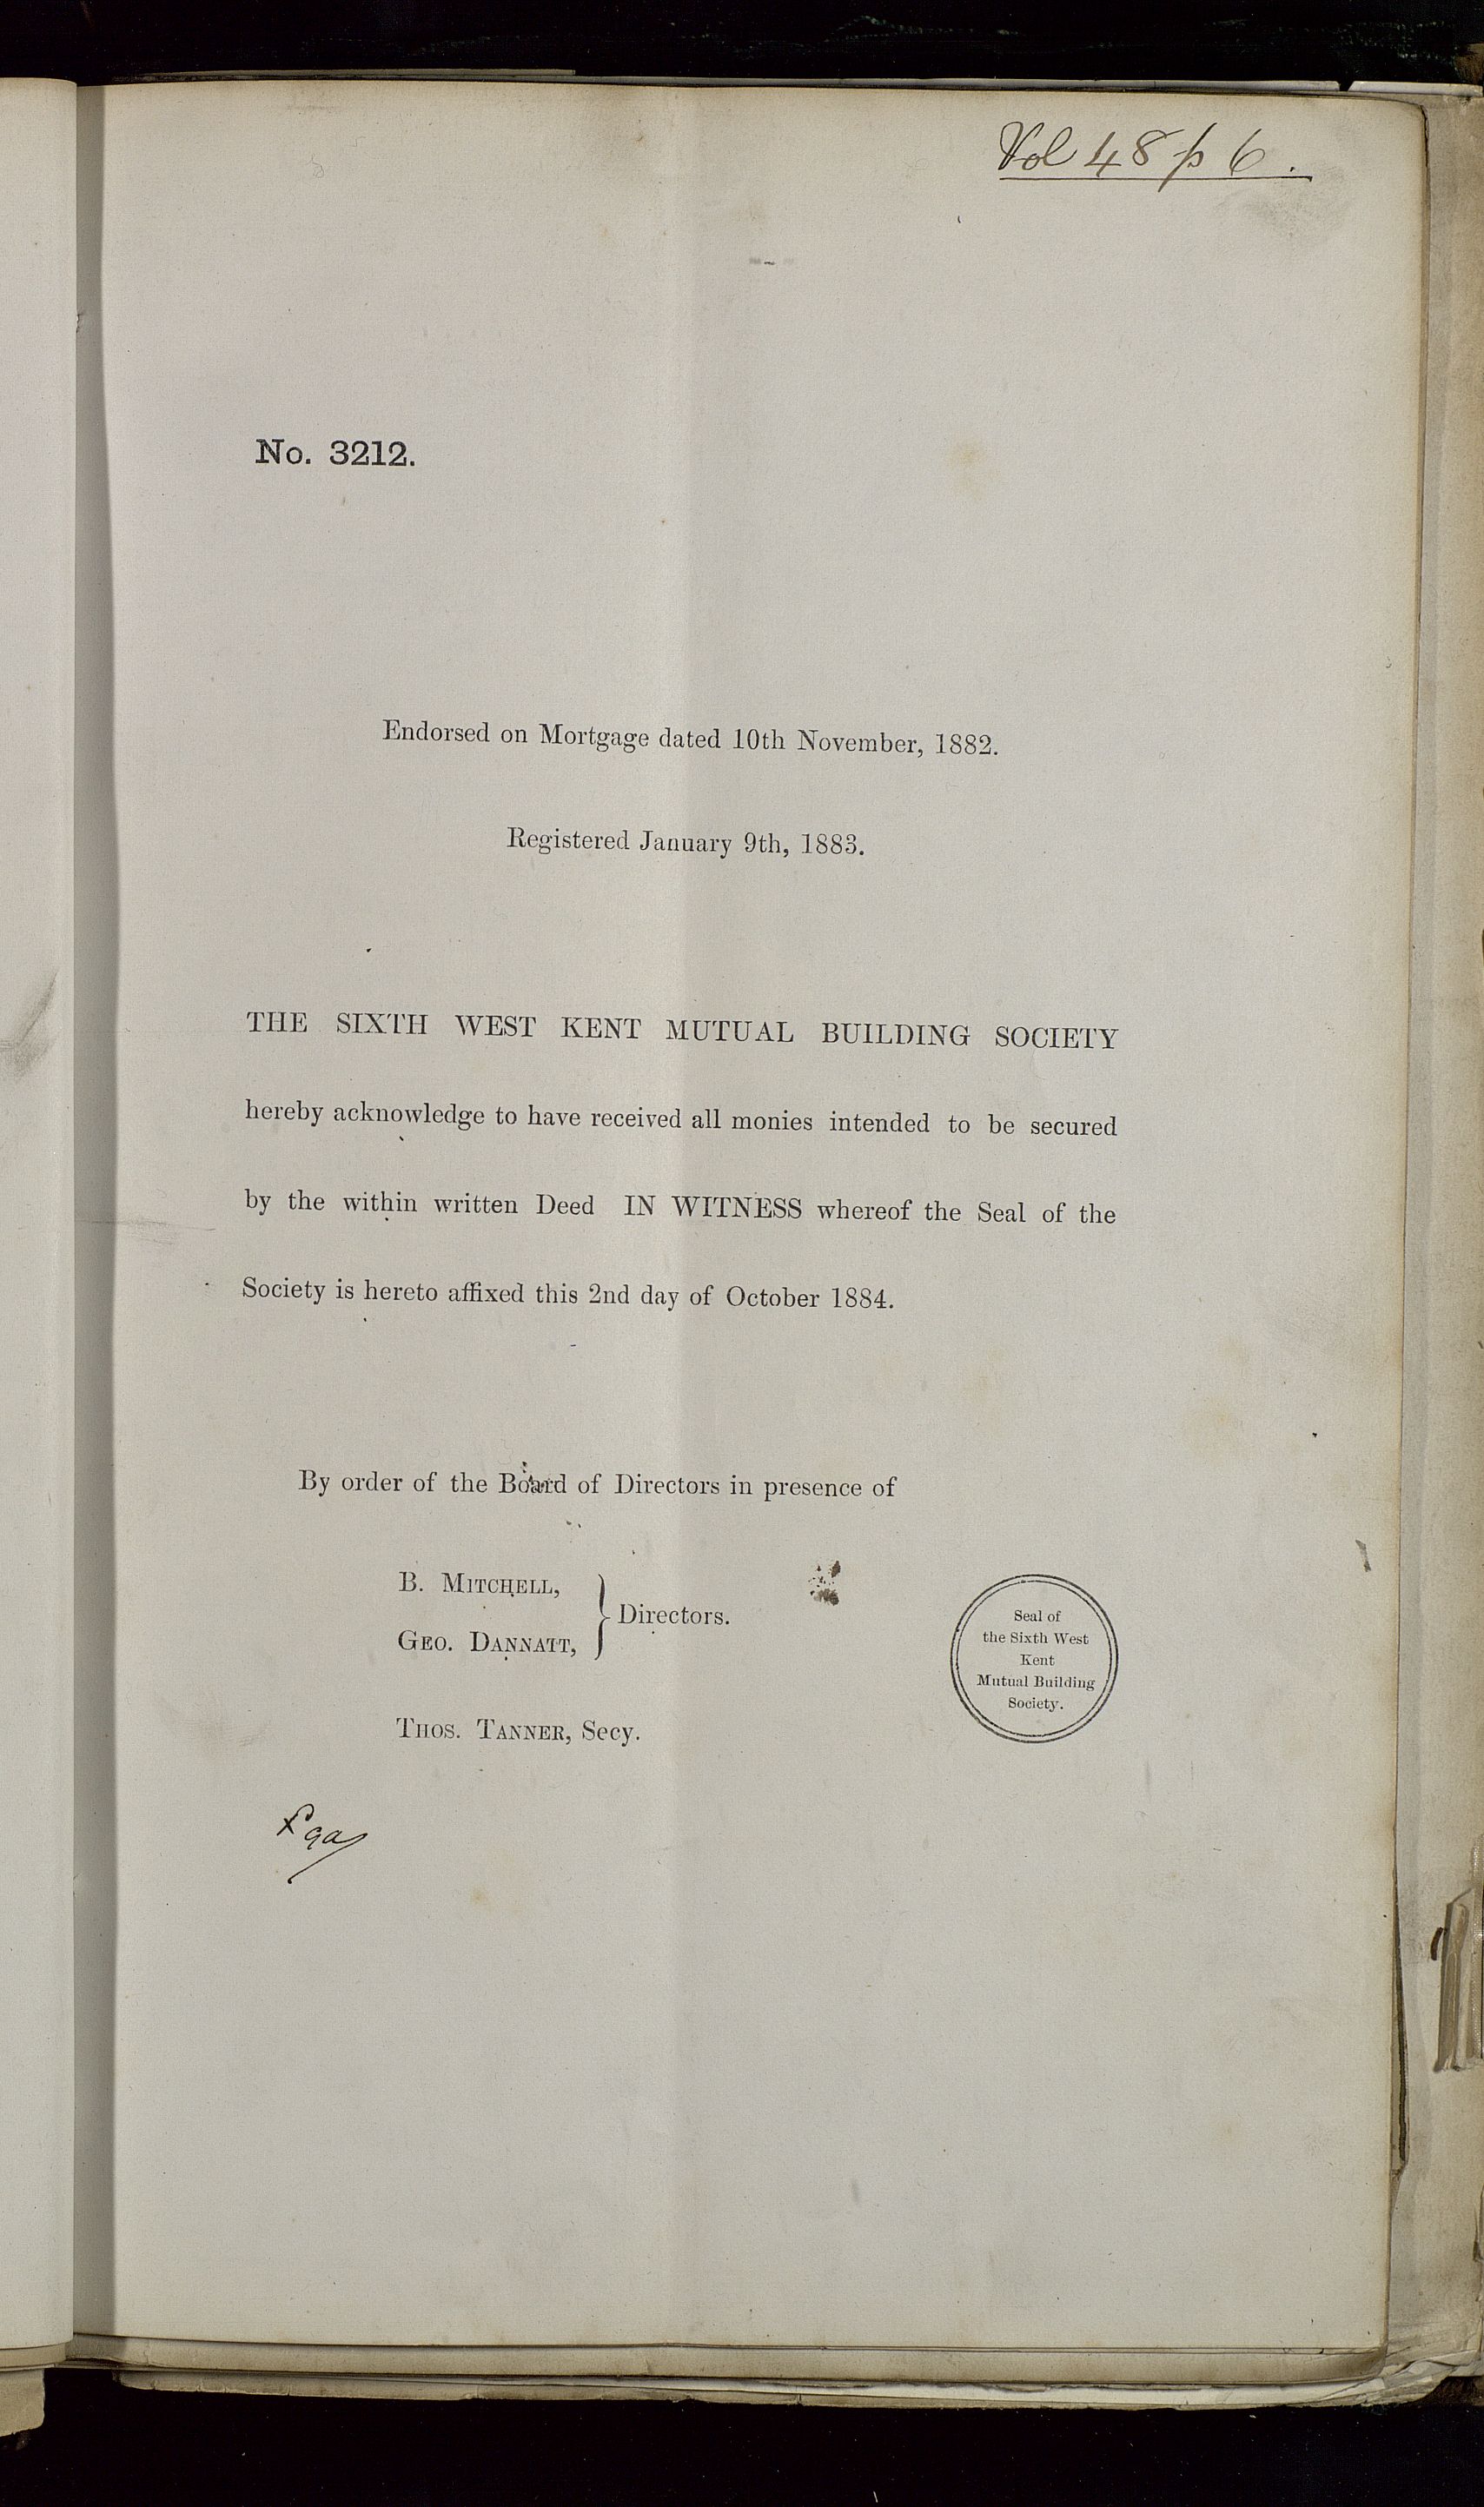 Vol 48 p 6.
No. 3212.
Endorsed on Mortgage dated 10th November, 1882.
Registered January 9th, 1883.
THE SIXTH WEST KENT MUTUAL BUILDING SOCIETY
hereby acknowledge to have received all monies intended to be secured
by the within written Deed IN WITNESS whereof the Seal of the
Society is hereto affixed this 2nd day of October 1884.
By order of the Board of Directors in presence of
B. MITCHELL,
GEO. DANNATT,
} Directors.
THOS. TANNER, Secy.
Seal of
the Sixth West
Kent
Mutual Building
Society.